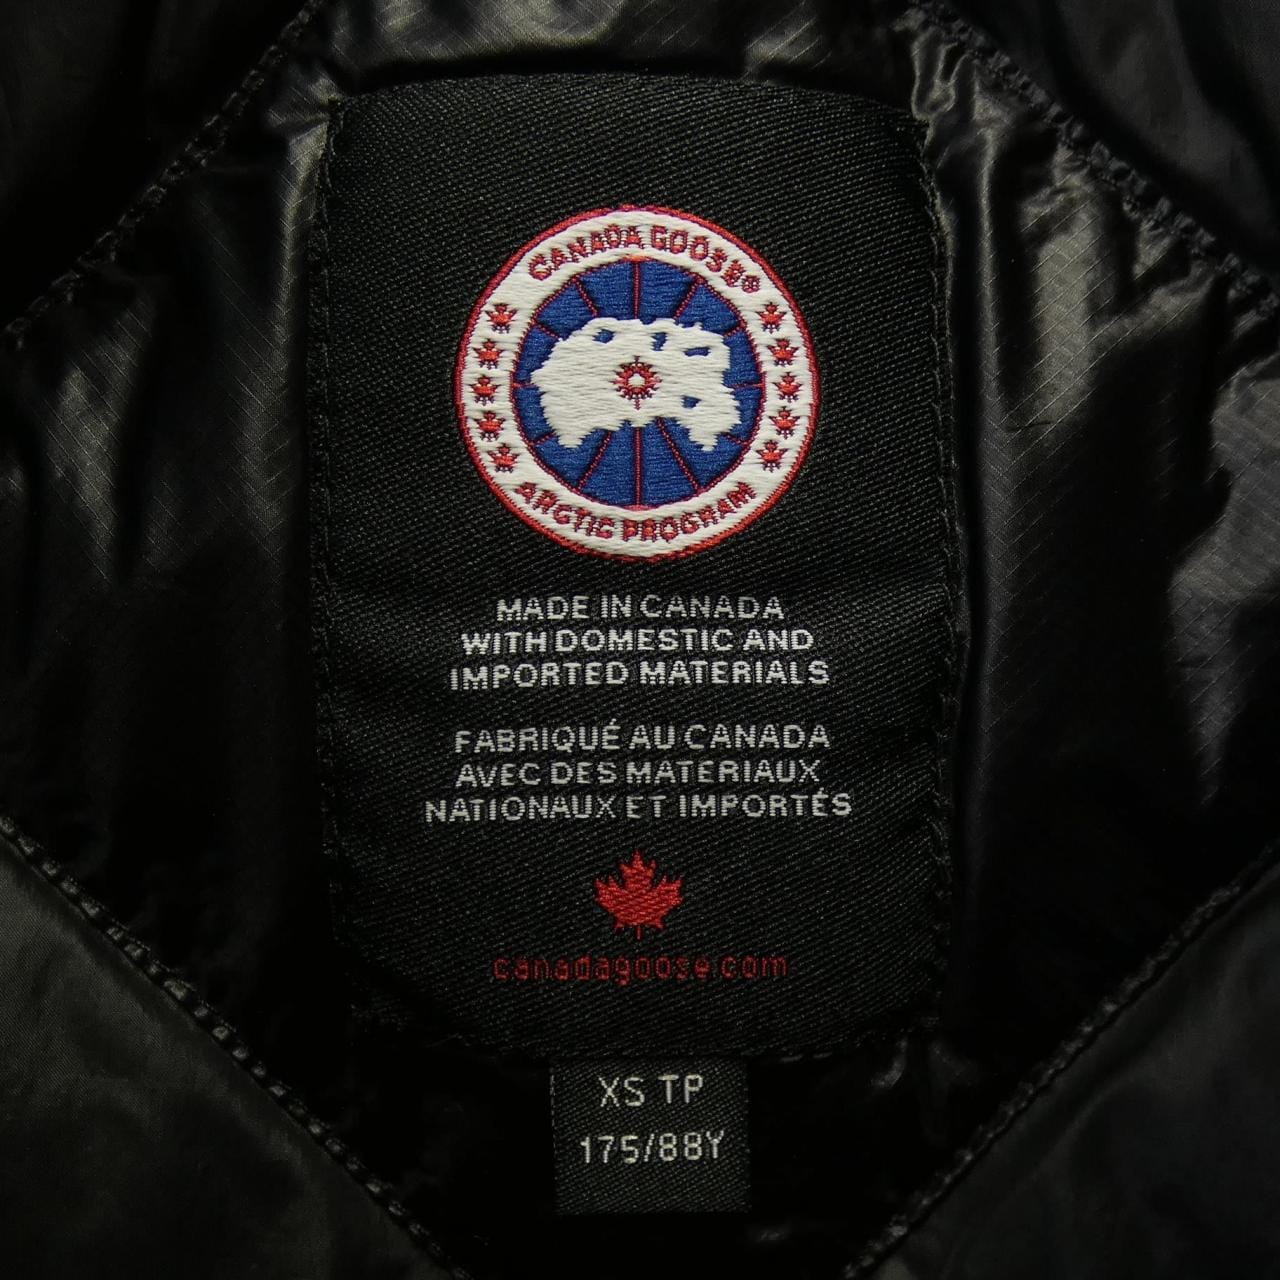 CANADA GOOSE®
ARCTIC PROGRAM
MADE IN CANADA
WITH DOMESTIC AND
IMPORTED MATERIALS
FABRIQUÉ AU CANADA
AVEC DES MATERIAUX
NATIONAUX ET IMPORTÉS
canadagoose.com
XS TP
175/88Y